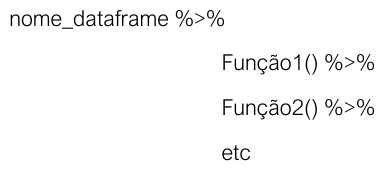 nome_dataframe %>%
Função1() %>%
Função2() %>%
etc